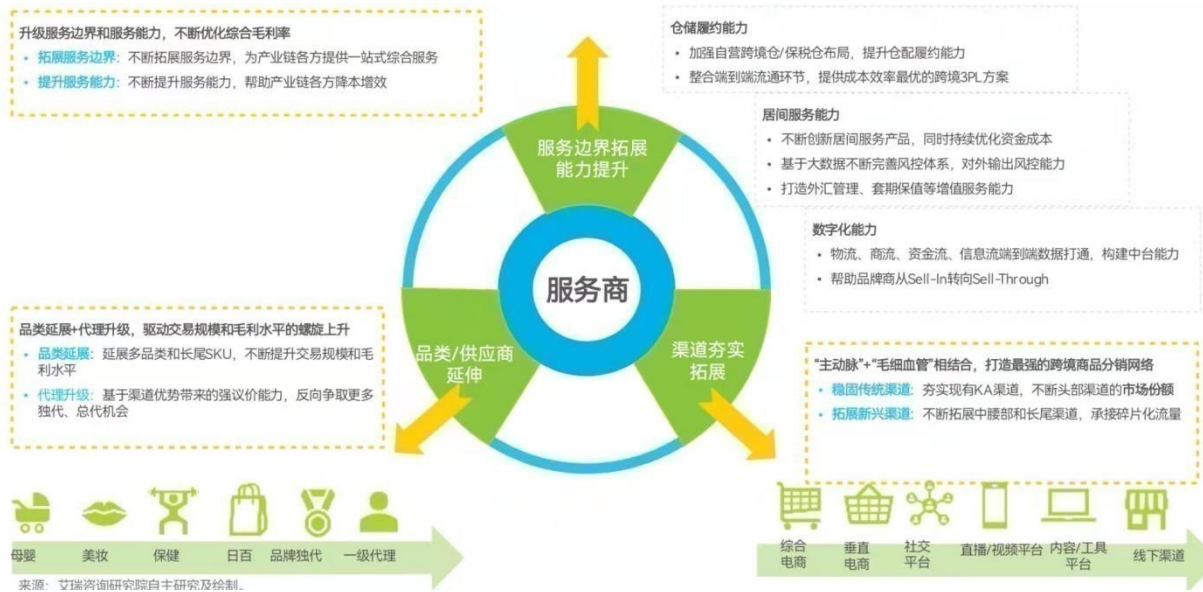 升级服务边界和服务能力，不断优化综合毛利率
• 拓展服务边界：不断拓展服务边界，为产业链各方提供一站式综合服务
• 提升服务能力：不断提升服务能力，帮助产业链各方降本增效
仓储履约能力
• 加强自营跨境仓/保税仓布局，提升仓配履约能力
• 整合端到端流通环节，提供成本效率最优的跨境3PL方案
居间服务能力
• 不断创新居间服务产品，同时持续优化资金成本
• 基于大数据不断完善风控体系，对外输出风控能力
• 打造外汇管理、套期保值等增值服务能力
数字化能力
• 物流、商流、资金流、信息流端到端数据打通，构建中台能力
• 帮助品牌商从Sell-In转向Sell-Through
服务边界拓展
能力提升
服务商
品类/供应商
延伸
渠道夯实
拓展
品类延展+代理升级，驱动交易规模和毛利水平的螺旋上升
• 品类延展：延展多品类和长尾SKU，不断提升交易规模和毛
利水平
• 代理升级：基于渠道优势带来的强议价能力，反向争取更多
独代、总代机会
“主动脉”+“毛细血管”相结合，打造最强的跨境商品分销网络
• 稳固传统渠道：夯实现有KA渠道，不断头部渠道的市场份额
• 拓展新兴渠道：不断拓展中腰部和长尾渠道，承接碎片化流量
母婴
美妆
保健
日百
品牌独代
一级代理
综合
电商
垂直
电商
社交
平台
直播/视频平台
内容/工具
平台
线下渠道
来源：艾瑞咨询研究院自主研究及绘制。